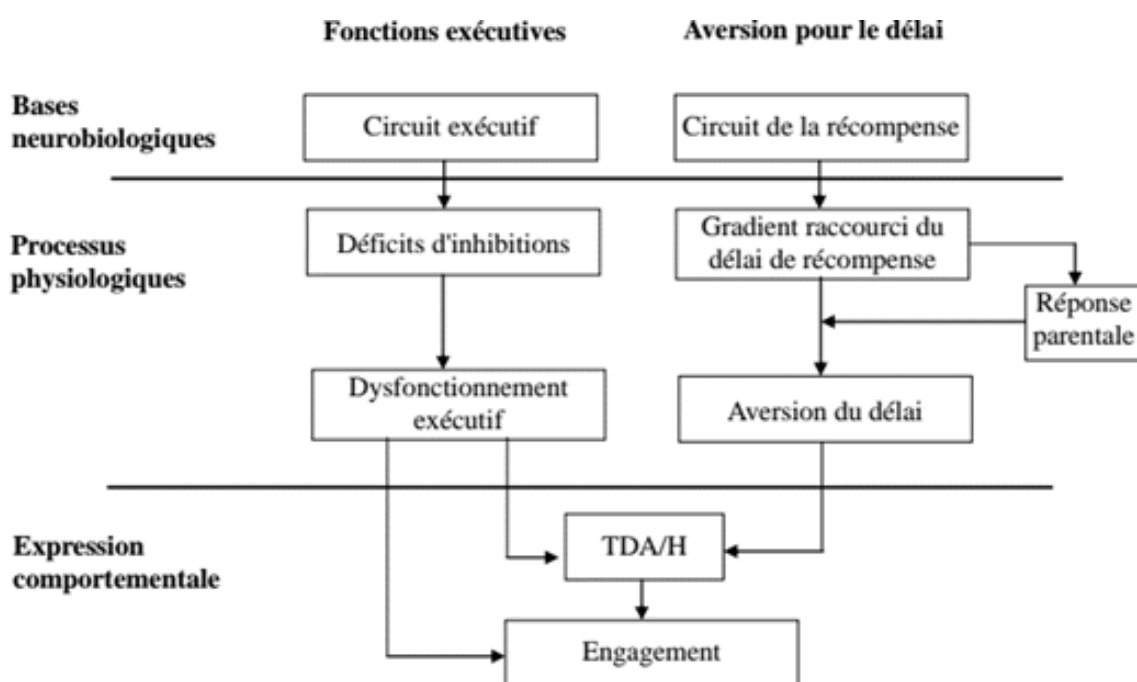 Fonctions exécutives
Aversion pour le délai
Bases
neurobiologiques
Circuit exécutif
Circuit de la récompense
Processus
physiologiques
Déficits d'inhibitions
Gradient raccourci du
délai de récompense
Réponse
parentale
Dysfonctionnement
exécutif
Aversion du délai
Expression
comportementale
TDA/H
Engagement